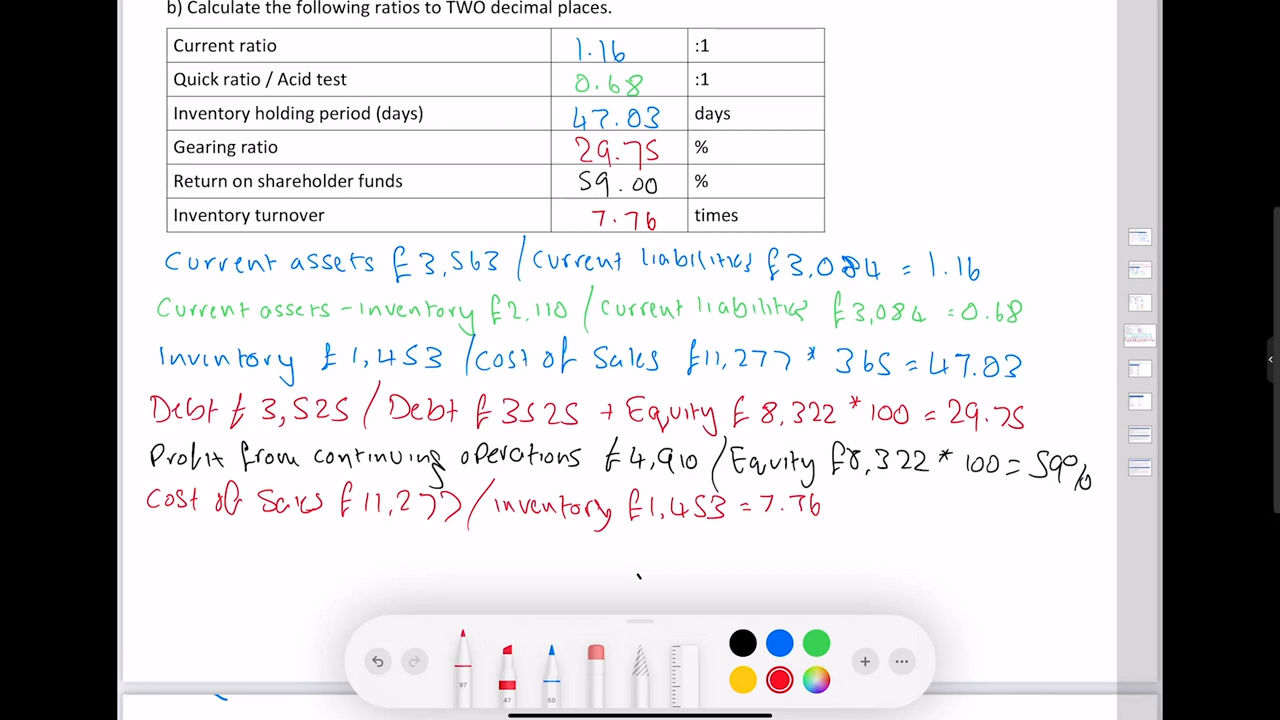 b) Calculate the following ratios to TWO decimal places.
Current ratio 1.16 :1
Quick ratio / Acid test 0.68 :1
Inventory holding period (days) 47.03 days
Gearing ratio 29.75 %
Return on shareholder funds 59.00 %
Inventory turnover 7.76 times
Current assets £3,563 / Current liabilities £3,084 = 1.16
Current assets - inventory £2,110 / Current liabilities £3,084 = 0.68
Inventory £1,453 / Cost of Sales £11,277 * 365 = 47.03
Debt £3,525 / Debt £3525 + Equity £8,322 * 100 = 29.75
Profit from continuing operations £4,910 / Equity £8,322 * 100 = 59%
Cost of Sales £11,277 / inventory £1,453 = 7.76
97
47
50